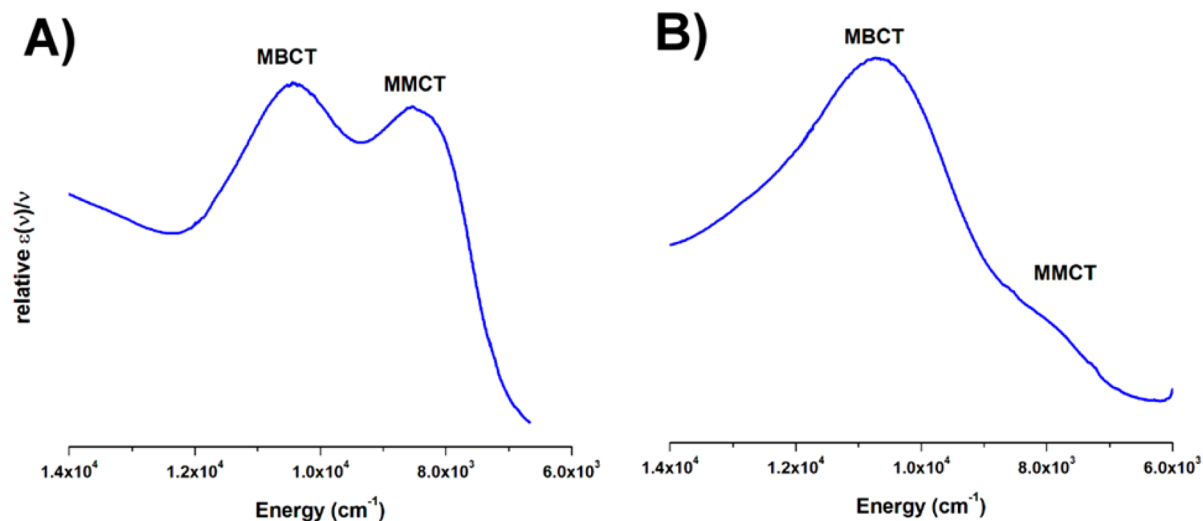 A)
MBCT
MMCT
relative ε(ν)/ν
1.4x10⁴ 1.2x10⁴ 1.0x10⁴ 8.0x10³ 6.0x10³
Energy (cm⁻¹)
B)
MBCT
MMCT
1.4x10⁴ 1.2x10⁴ 1.0x10⁴ 8.0x10³ 6.0x10³
Energy (cm⁻¹)